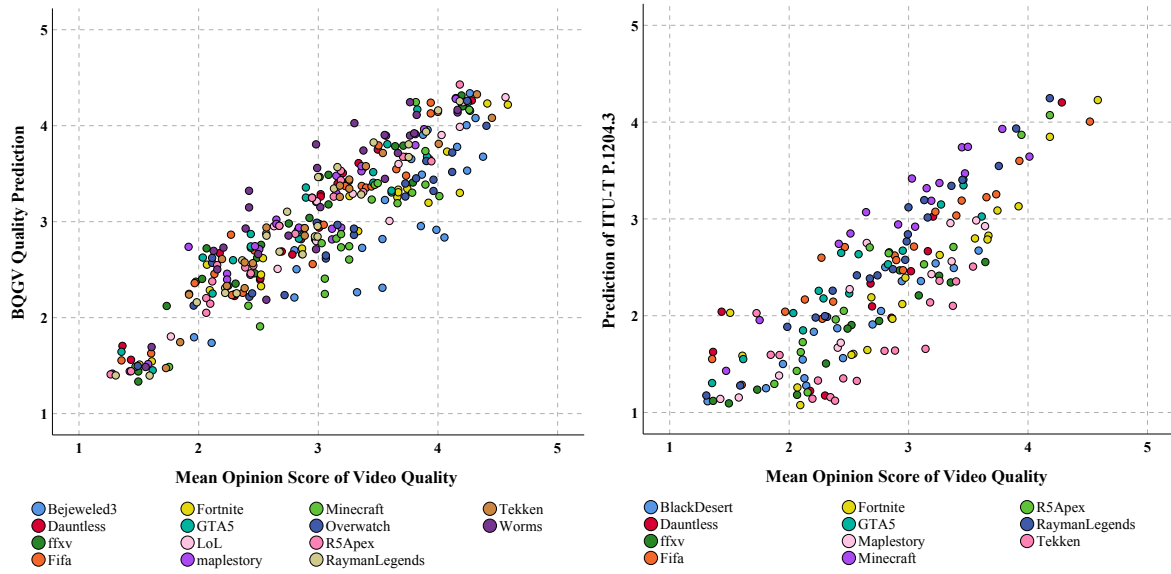 5
4
3
2
1
BQGV Quality Prediction
1 2 3 4 5
Mean Opinion Score of Video Quality
Bejeweled3 Fortnite Minecraft Tekken
Dauntless GTA5 Overwatch Worms
ffxv LoL R5Apex
Fifa maplestory RaymanLegends
5
4
3
2
1
Prediction of ITU-T P.1204.3
1 2 3 4 5
Mean Opinion Score of Video Quality
BlackDesert Fortnite R5Apex
Dauntless GTA5 RaymanLegends
ffxv Maplestory Tekken
Fifa Minecraft